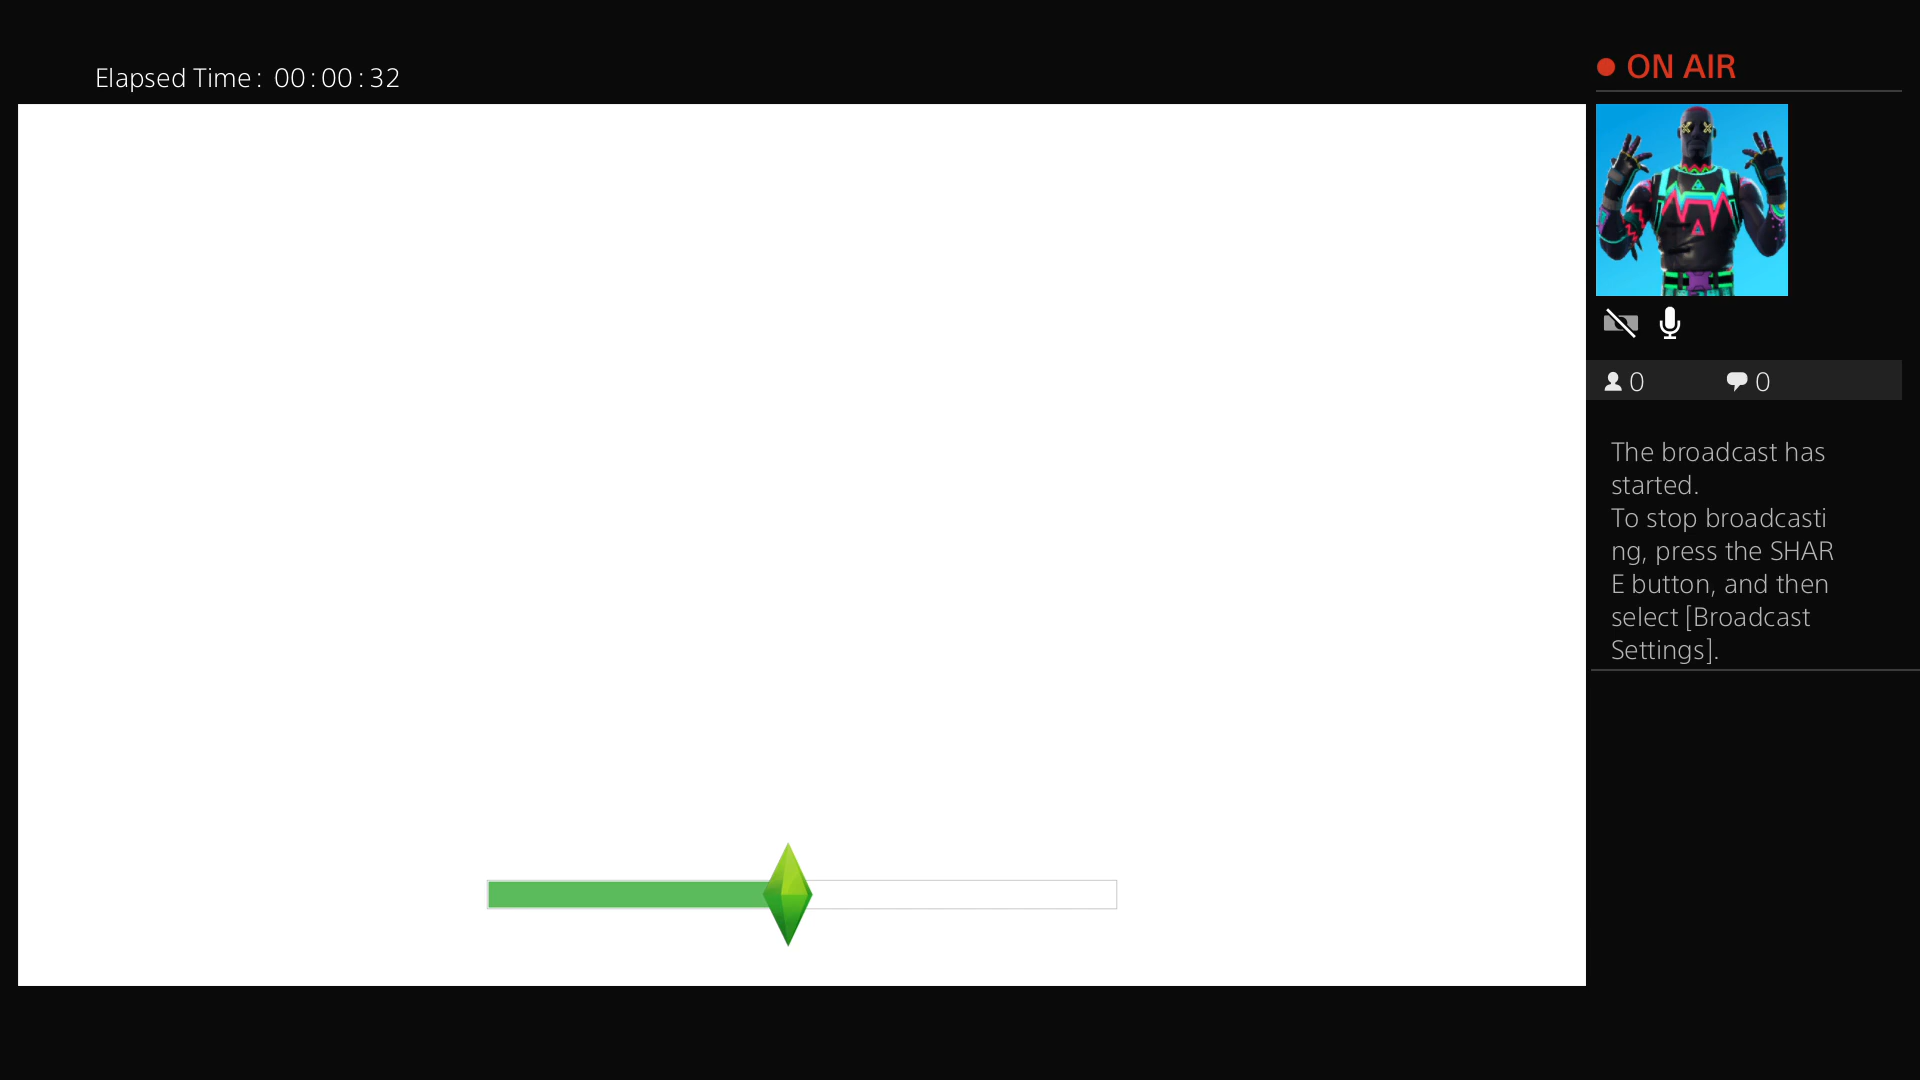 Elapsed Time: 00:00:32
ON AIR
0 0
The broadcast has
started.
To stop broadcasti
ng, press the SHAR
E button, and then
select [Broadcast
Settings].